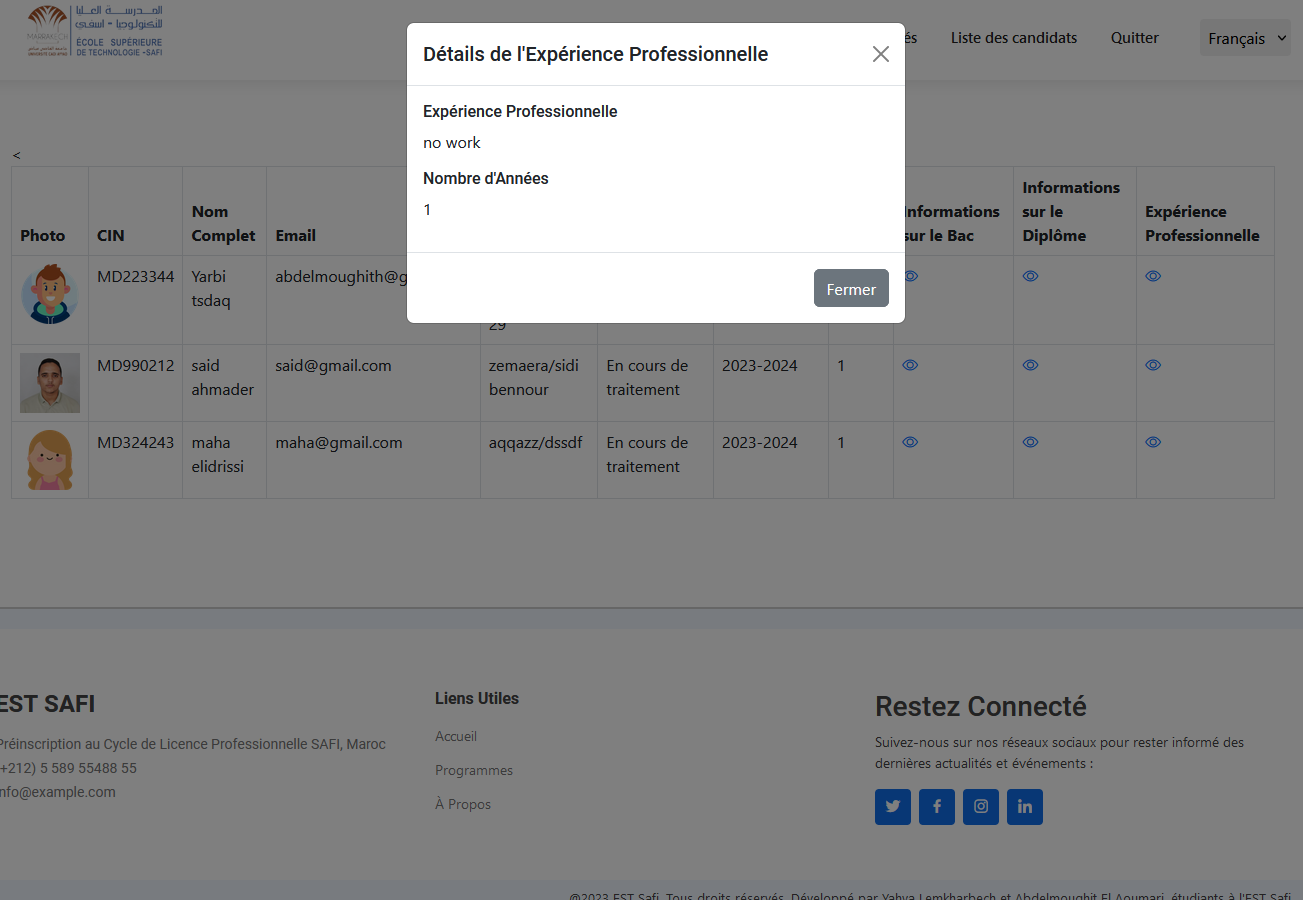 المدرسة العليا
للتكنولوجيا - آسفي
ÉCOLE SUPÉRIEURE
DE TECHNOLOGIE -SAFI
MARRAKECH
és
Liste des candidats
Quitter
Français
Détails de l'Expérience Professionnelle
Expérience Professionnelle
no work
Nombre d'Années
1
Fermer
<
Photo
CIN
Nom
Complet
Email
Informations
sur le Bac
Informations
sur le
Diplôme
Expérience
Professionnelle
MD223344
Yarbi
tsdaq
abdelmoughith@g
29
MD990212
said
ahmader
said@gmail.com
zemaera/sidi
bennour
En cours de
traitement
2023-2024
1
MD324243
maha
elidrissi
maha@gmail.com
aqqazz/dssdf
En cours de
traitement
2023-2024
1
EST SAFI
Préinscription au Cycle de Licence Professionnelle SAFI, Maroc
+212) 5 589 55488 55
info@example.com
Liens Utiles
Accueil
Programmes
À Propos
Restez Connecté
Suivez-nous sur nos réseaux sociaux pour rester informé des
dernières actualités et événements :
@2023 EST Safi. Tous droits réservés. Développé par Yahya Lemkharbech et Abdelmoughit El Aoumari, étudiants à l'EST Safi.